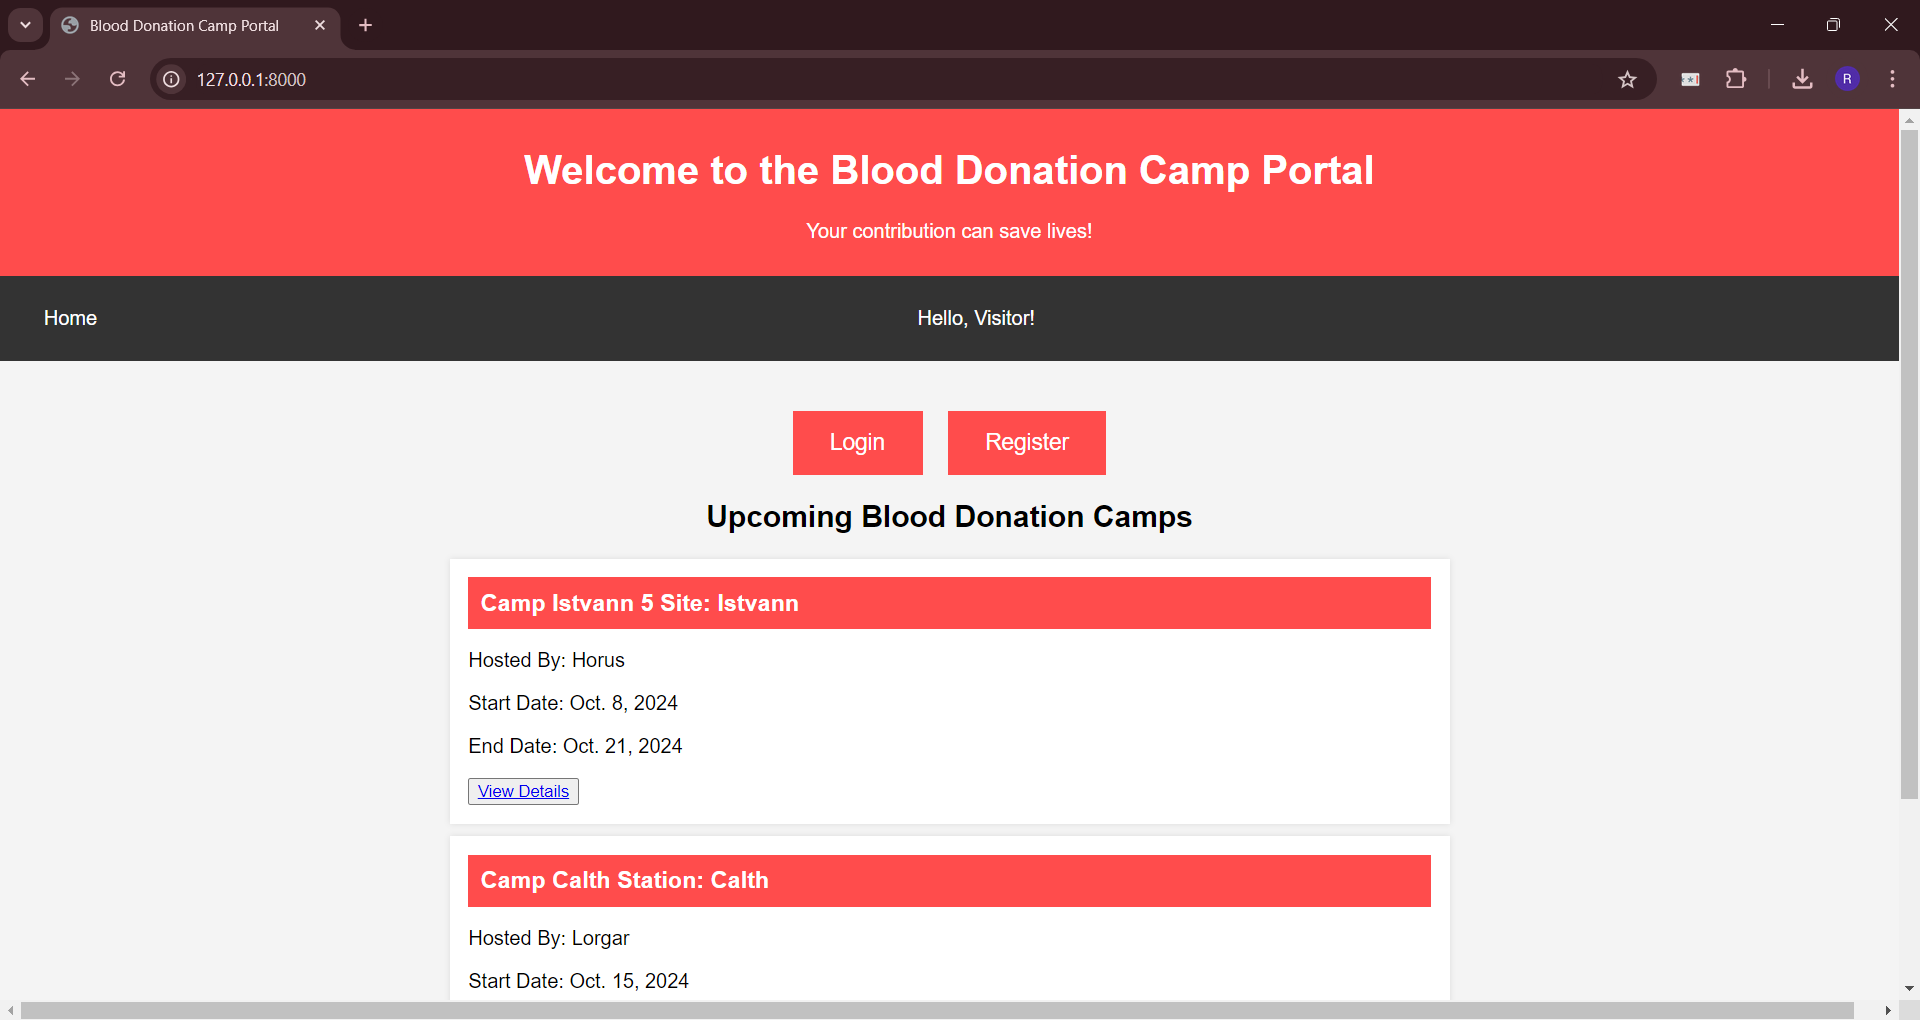 Blood Donation Camp Portal
127.0.0.1:8000
R
Welcome to the Blood Donation Camp Portal
Your contribution can save lives!
Home Hello, Visitor!
Login Register
Upcoming Blood Donation Camps
Camp Istvann 5 Site: Istvann
Hosted By: Horus
Start Date: Oct. 8, 2024
End Date: Oct. 21, 2024
View Details
Camp Calth Station: Calth
Hosted By: Lorgar
Start Date: Oct. 15, 2024